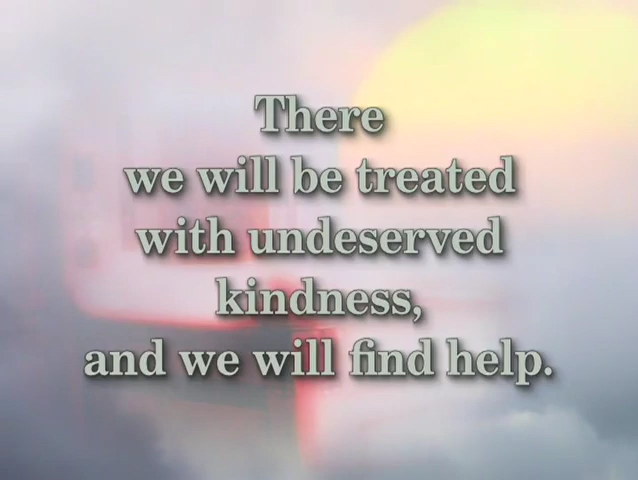 There
we will be treated
with undeserved
kindness,
and we will find help.